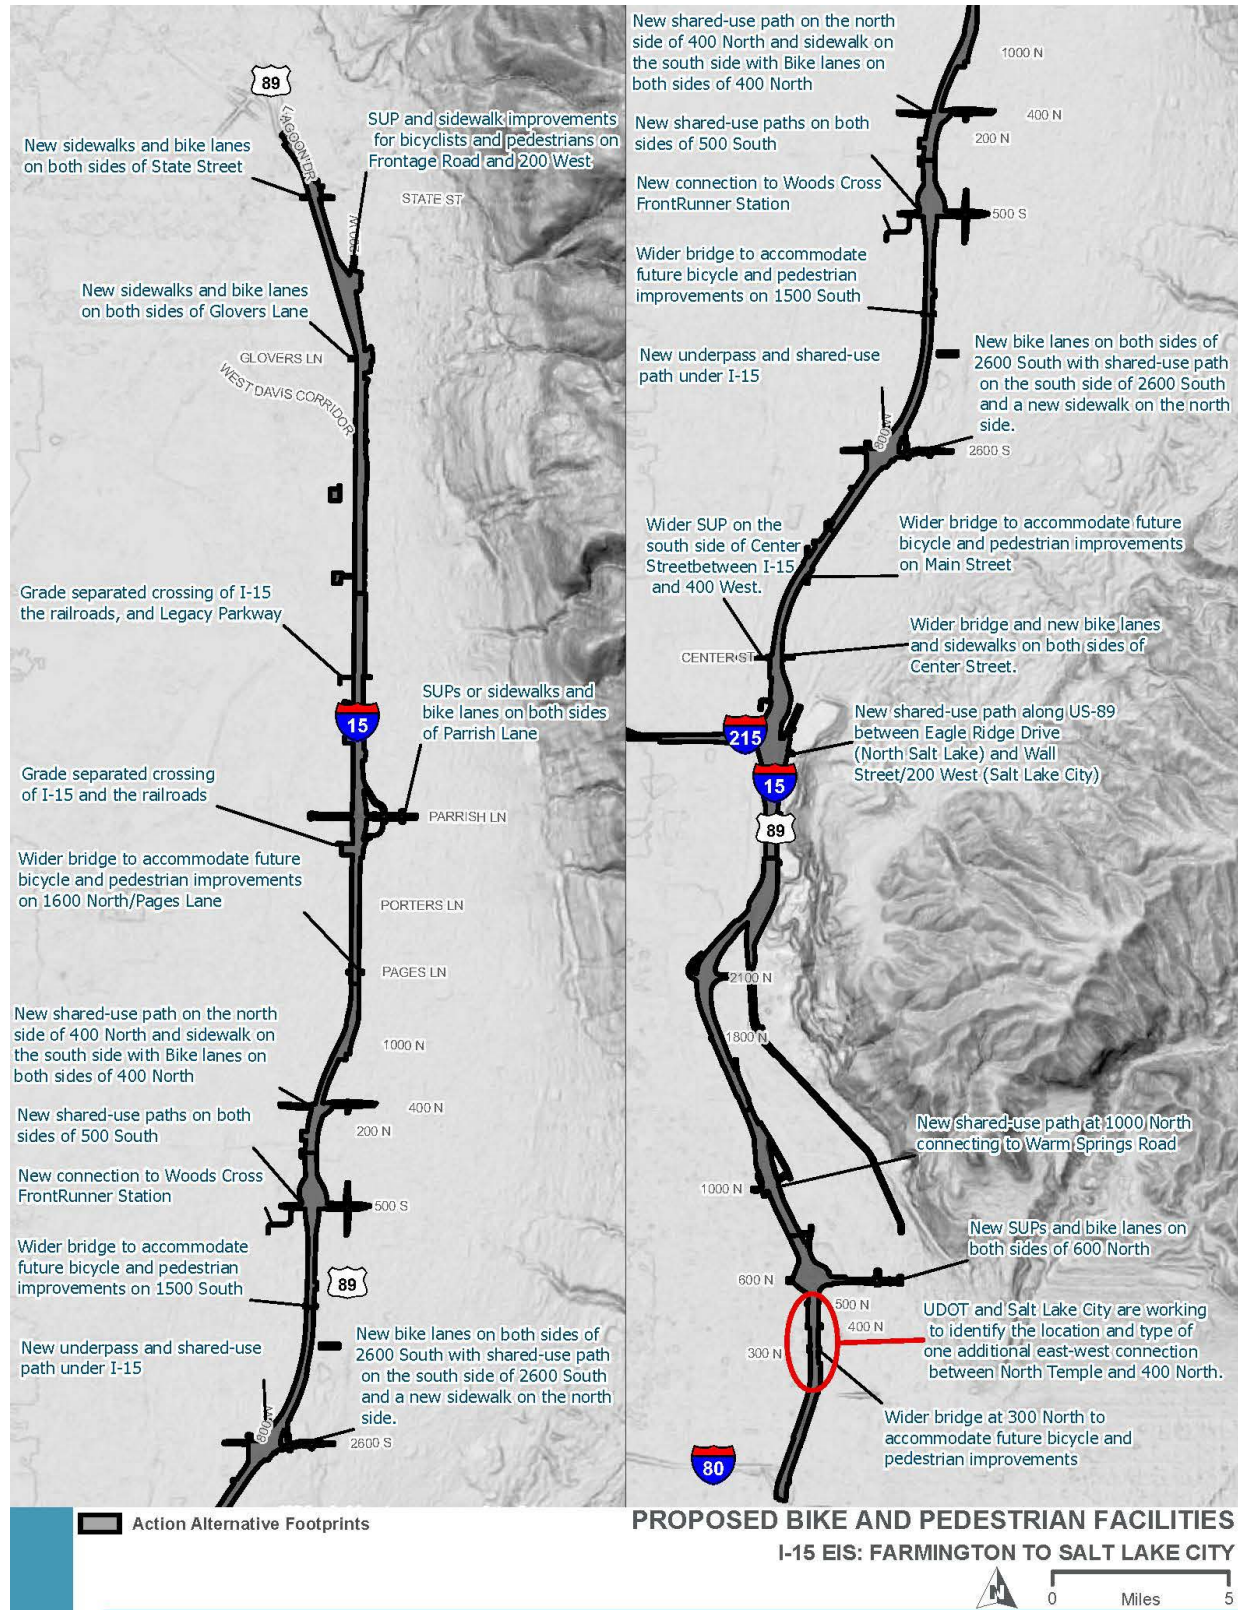 89
LAGOON DR
New sidewalks and bike lanes
on both sides of State Street
SUP and sidewalk improvements
for bicyclists and pedestrians on
Frontage Road and 200 West
STATE ST
200 W
New sidewalks and bike lanes
on both sides of Glovers Lane
GLOVERS LN
WEST DAVIS CORRIDOR
Grade separated crossing of I-15
the railroads, and Legacy Parkway
15
SUPs or sidewalks and
bike lanes on both sides
of Parrish Lane
Grade separated crossing
of I-15 and the railroads
PARRISH LN
Wider bridge to accommodate future
bicycle and pedestrian improvements
on 1600 North/Pages Lane
PORTERS LN
PAGES LN
New shared-use path on the north
side of 400 North and sidewalk on
the south side with Bike lanes on
both sides of 400 North
1000 N
400 N
New shared-use paths on both
sides of 500 South
200 N
New connection to Woods Cross
FrontRunner Station
500 S
Wider bridge to accommodate
future bicycle and pedestrian
improvements on 1500 South
89
New underpass and shared-use
path under I-15
New bike lanes on both sides of
2600 South with shared-use path
on the south side of 2600 South
and a new sidewalk on the north
side.
800 W
2600 S
New shared-use path on the north
side of 400 North and sidewalk on
the south side with Bike lanes on
both sides of 400 North
1000 N
400 N
New shared-use paths on both
sides of 500 South
200 N
New connection to Woods Cross
FrontRunner Station
500 S
Wider bridge to accommodate
future bicycle and pedestrian
improvements on 1500 South
New underpass and shared-use
path under I-15
New bike lanes on both sides of
2600 South with shared-use path
on the south side of 2600 South
and a new sidewalk on the north
side.
800 W
2600 S
Wider SUP on the
south side of Center
Streetbetween I-15
and 400 West.
Wider bridge to accommodate future
bicycle and pedestrian improvements
on Main Street
CENTER ST
Wider bridge and new bike lanes
and sidewalks on both sides of
Center Street.
215
15
89
New shared-use path along US-89
between Eagle Ridge Drive
(North Salt Lake) and Wall
Street/200 West (Salt Lake City)
2100 N
1800 N
New shared-use path at 1000 North
connecting to Warm Springs Road
1000 N
New SUPs and bike lanes on
both sides of 600 North
600 N
500 N
400 N
300 N
UDOT and Salt Lake City are working
to identify the location and type of
one additional east-west connection
between North Temple and 400 North.
Wider bridge at 300 North to
accommodate future bicycle and
pedestrian improvements
80
Action Alternative Footprints
PROPOSED BIKE AND PEDESTRIAN FACILITIES
I-15 EIS: FARMINGTON TO SALT LAKE CITY
N
0 Miles 5